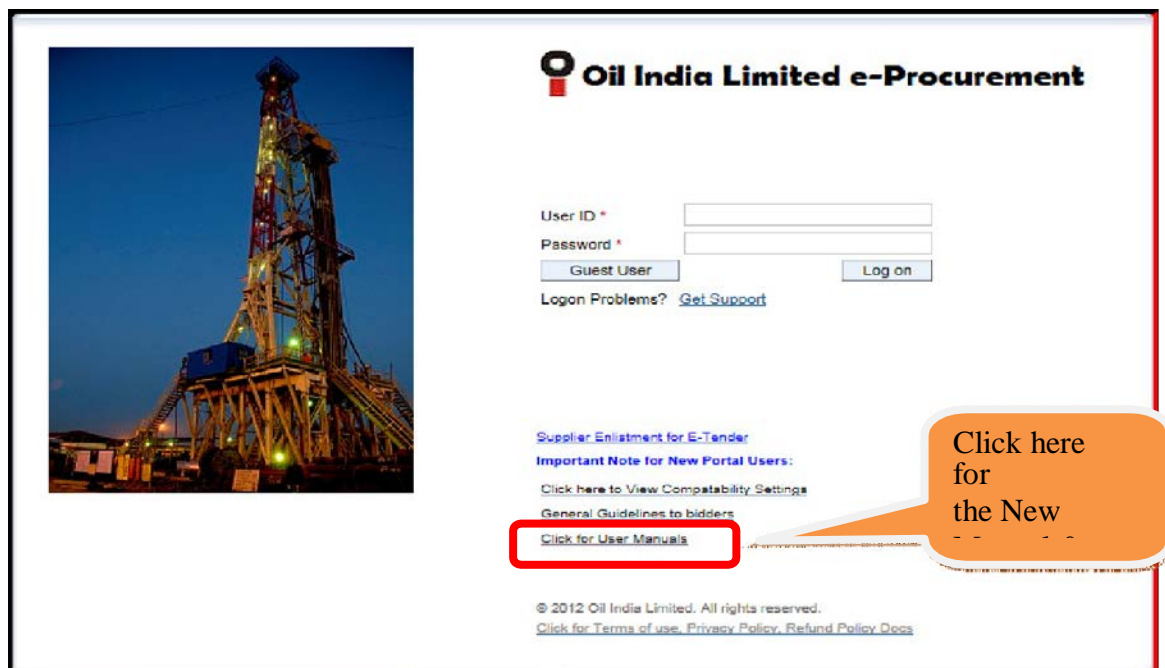 Oil India Limited e-Procurement
User ID *
Password *
Guest User Log on
Logon Problems? Get Support
Supplier Enlistment for E-Tender
Important Note for New Portal Users:
Click here to View Compatability Settings
General Guidelines to bidders
Click for User Manuals
Click here
for
the New
© 2012 Oil India Limited. All rights reserved.
Click for Terms of use, Privacy Policy, Refund Policy Docs